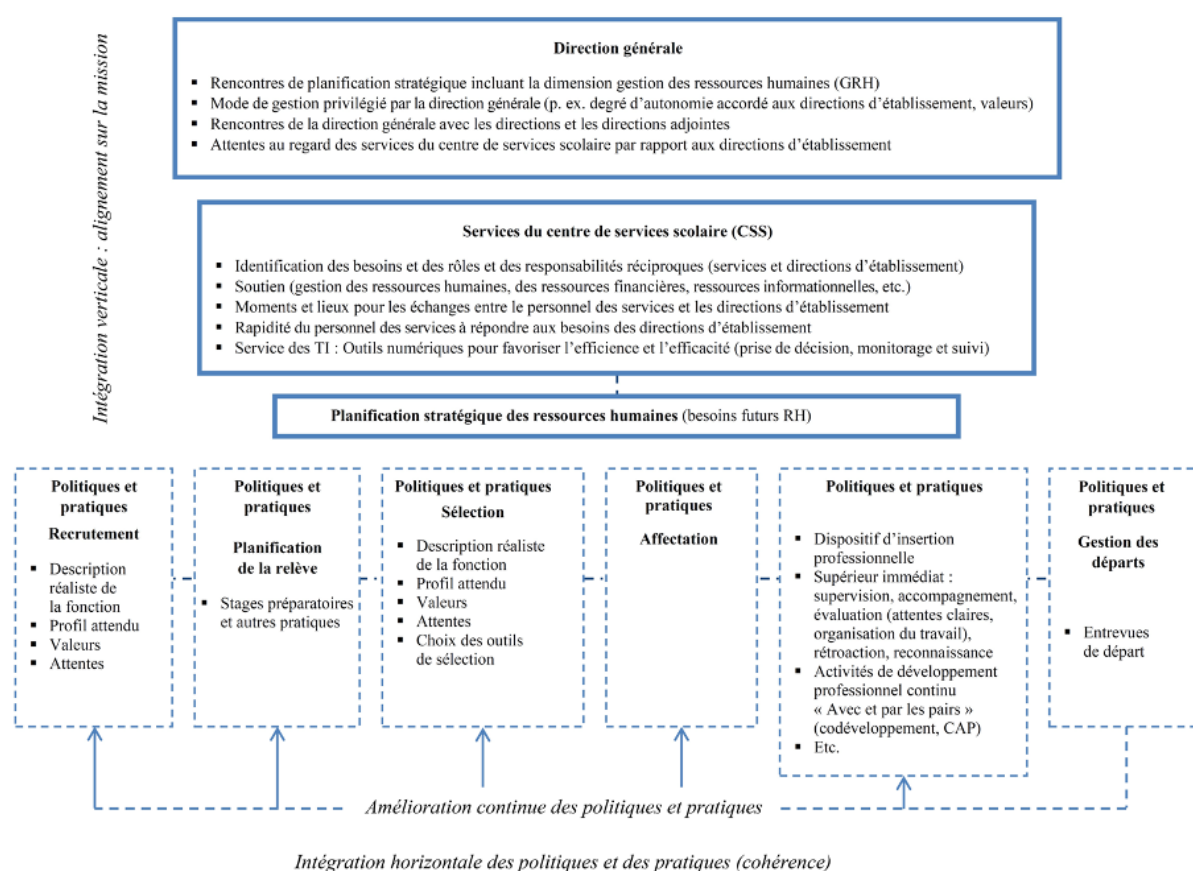 Intégration verticale : alignement sur la mission
Direction générale
▪ Rencontres de planification stratégique incluant la dimension gestion des ressources humaines (GRH)
▪ Mode de gestion privilégié par la direction générale (p. ex. degré d'autonomie accordé aux directions d'établissement, valeurs)
▪ Rencontres de la direction générale avec les directions et les directions adjointes
▪ Attentes au regard des services du centre de services scolaire par rapport aux directions d'établissement
Services du centre de services scolaire (CSS)
▪ Identification des besoins et des rôles et des responsabilités réciproques (services et directions d'établissement)
▪ Soutien (gestion des ressources humaines, des ressources financières, ressources informationnelles, etc.)
▪ Moments et lieux pour les échanges entre le personnel des services et les directions d'établissement
▪ Rapidité du personnel des services à répondre aux besoins des directions d'établissement
▪ Service des TI : Outils numériques pour favoriser l'efficience et l'efficacité (prise de décision, monitorage et suivi)
Planification stratégique des ressources humaines (besoins futurs RH)
Politiques et
pratiques
Recrutement
▪ Description
réaliste de
la fonction
▪ Profil attendu
▪ Valeurs
▪ Attentes
Politiques et
pratiques
Planification
de la relève
▪ Stages préparatoires
et autres pratiques
Politiques et pratiques
Sélection
▪ Description réaliste
de la fonction
▪ Profil attendu
▪ Valeurs
▪ Attentes
▪ Choix des outils
de sélection
Politiques et
pratiques
Affectation
Politiques et pratiques
▪ Dispositif d'insertion
professionnelle
▪ Supérieur immédiat :
supervision, accompagnement,
évaluation (attentes claires,
organisation du travail),
rétroaction, reconnaissance
▪ Activités de développement
professionnel continu
« Avec et par les pairs »
(codéveloppement, CAP)
▪ Etc.
Politiques et
pratiques
Gestion des
départs
▪ Entrevues
de départ
Amélioration continue des politiques et pratiques
Intégration horizontale des politiques et des pratiques (cohérence)